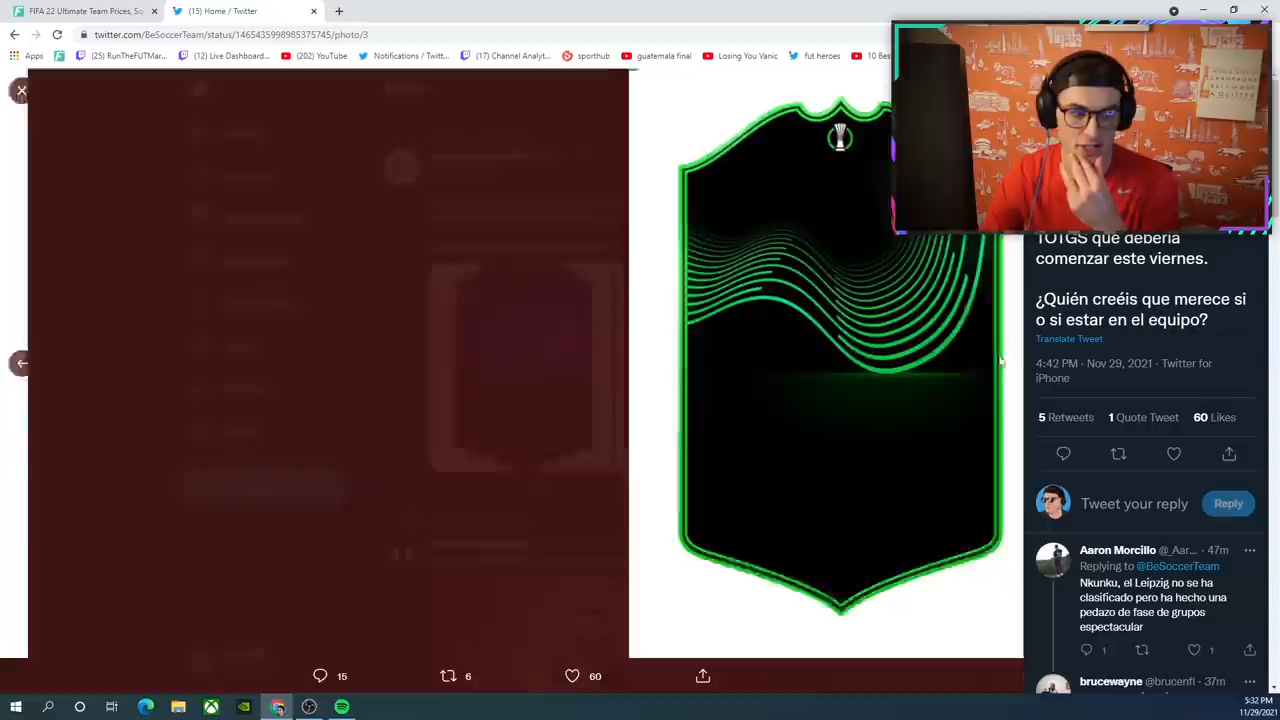 FIFA 22 Ultimate Team Prices, Sq
(15) Home / Twitter
twitter.com/BeSoccerTeam/status/1465435998985375745/photo/3
Apps
(25) RunTheFUTMar...
(12) Live Dashboard...
(202) YouTube
Notifications / Twitt...
(17) Channel Analyt...
sporthub
guatemala final
Losing You Vanic
fut heroes
10 Bes
CHAMPAGNE
A QUITTER
TOTGS que debería
comenzar este viernes.
¿Quién creéis que merece si
o si estar en el equipo?
Translate Tweet
4:42 PM · Nov 29, 2021 · Twitter for
iPhone
5 Retweets 1 Quote Tweet 60 Likes
Tweet your reply
Reply
Aaron Morcillo @_Aar... · 47m
Replying to @BeSoccerTeam
Nkunku, el Leipzig no se ha
clasificado pero ha hecho una
pedazo de fase de grupos
espectacular
1 1
brucewayne @brucenfl · 37m
15 6 60
5:32 PM
11/29/2021